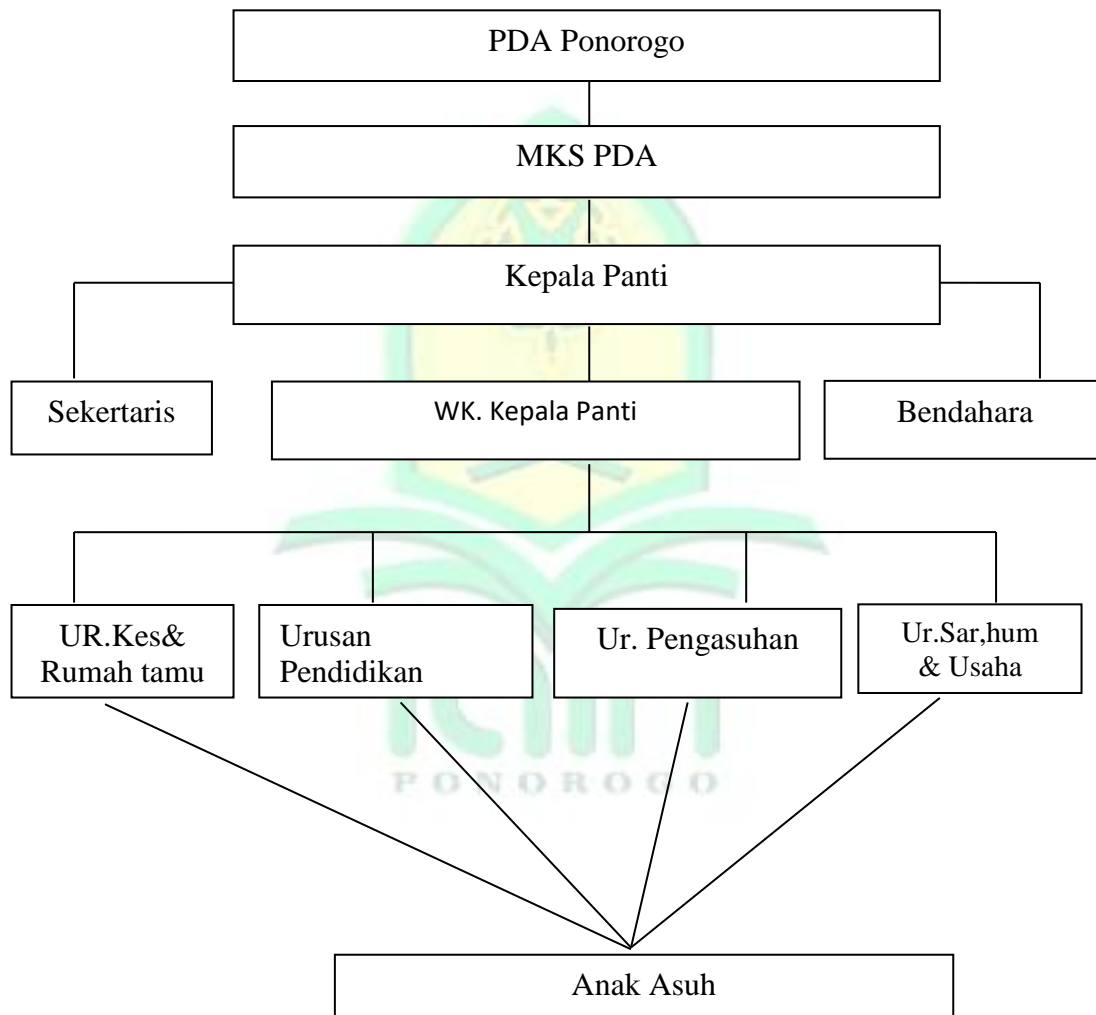 PDA Ponorogo
MKS PDA
Kepala Panti
Sekertaris
WK. Kepala Panti
Bendahara
UR.Kes&
Rumah tamu
Urusan
Pendidikan
Ur. Pengasuhan
Ur.Sar,hum
& Usaha
PONOROGO
Anak Asuh